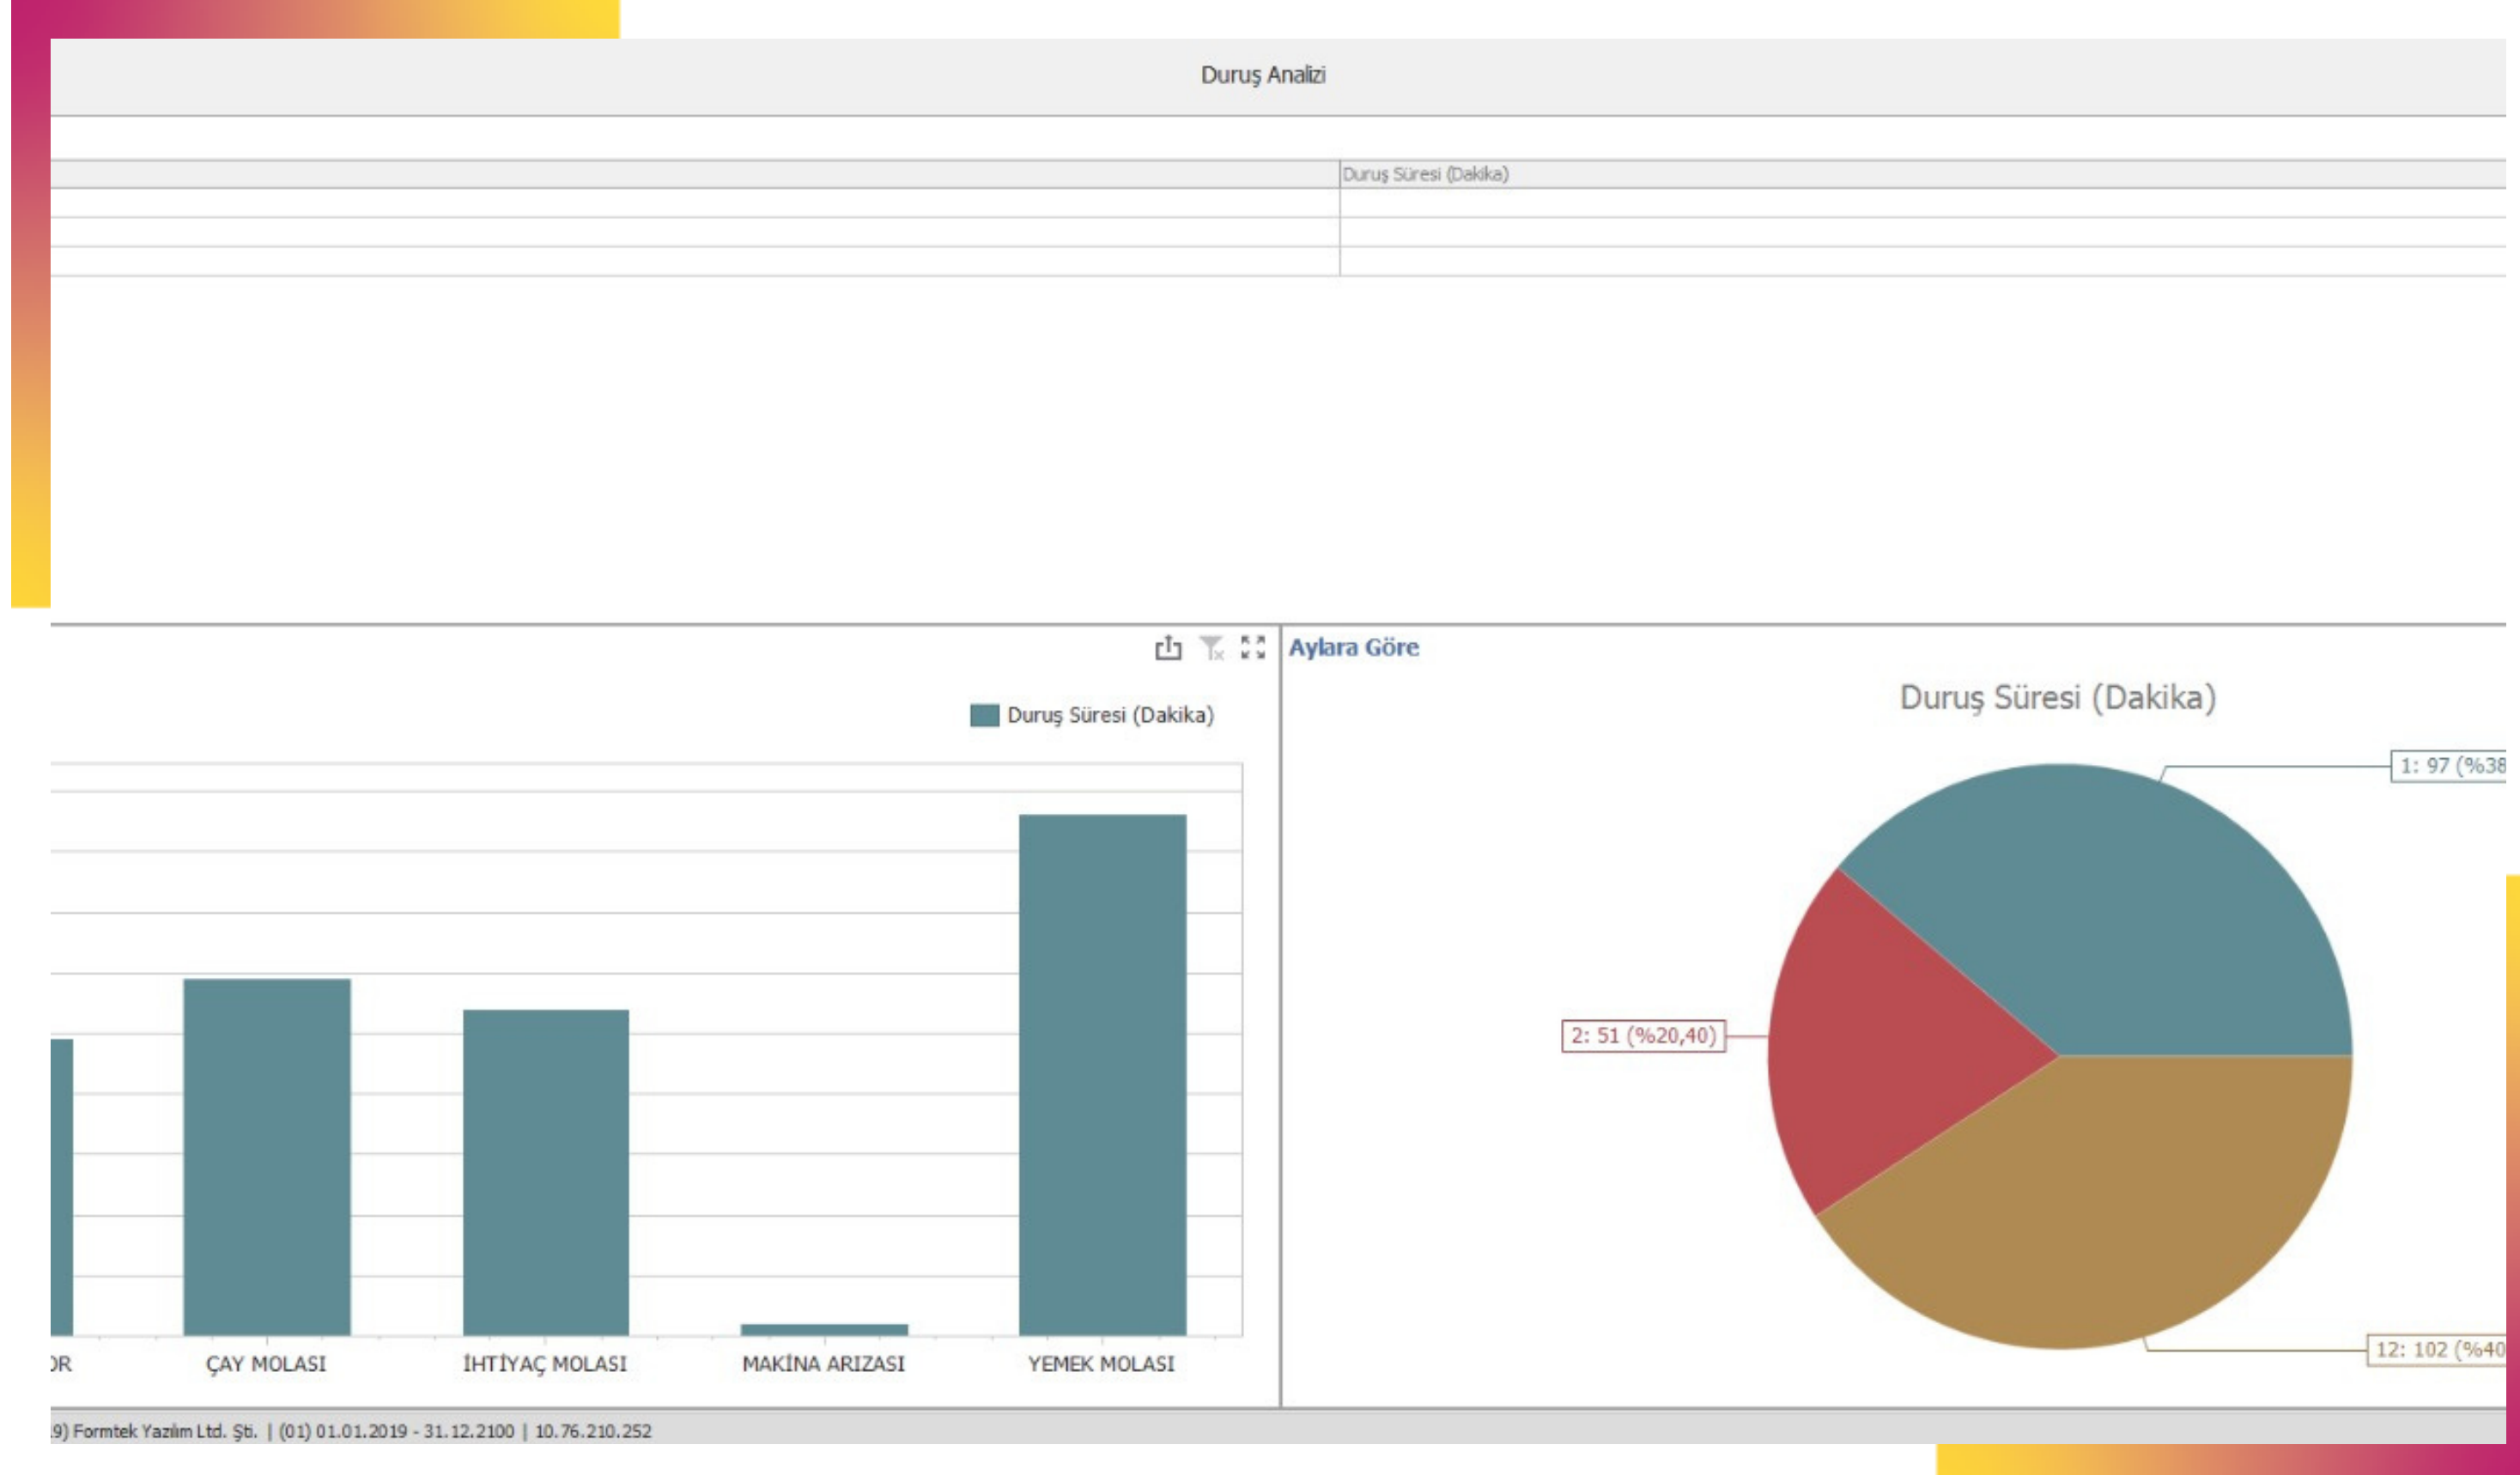 Duruş Analizi
Duruş Süresi (Dakika)
Aylara Göre
Duruş Süresi (Dakika)
Duruş Süresi (Dakika)
1: 97 (%38
2: 51 (%20,40)
12: 102 (%40
OR
ÇAY MOLASI
İHTİYAÇ MOLASI
MAKİNA ARIZASI
YEMEK MOLASI
9) Formtek Yazılım Ltd. Şti. | (01) 01.01.2019 - 31.12.2100 | 10.76.210.252